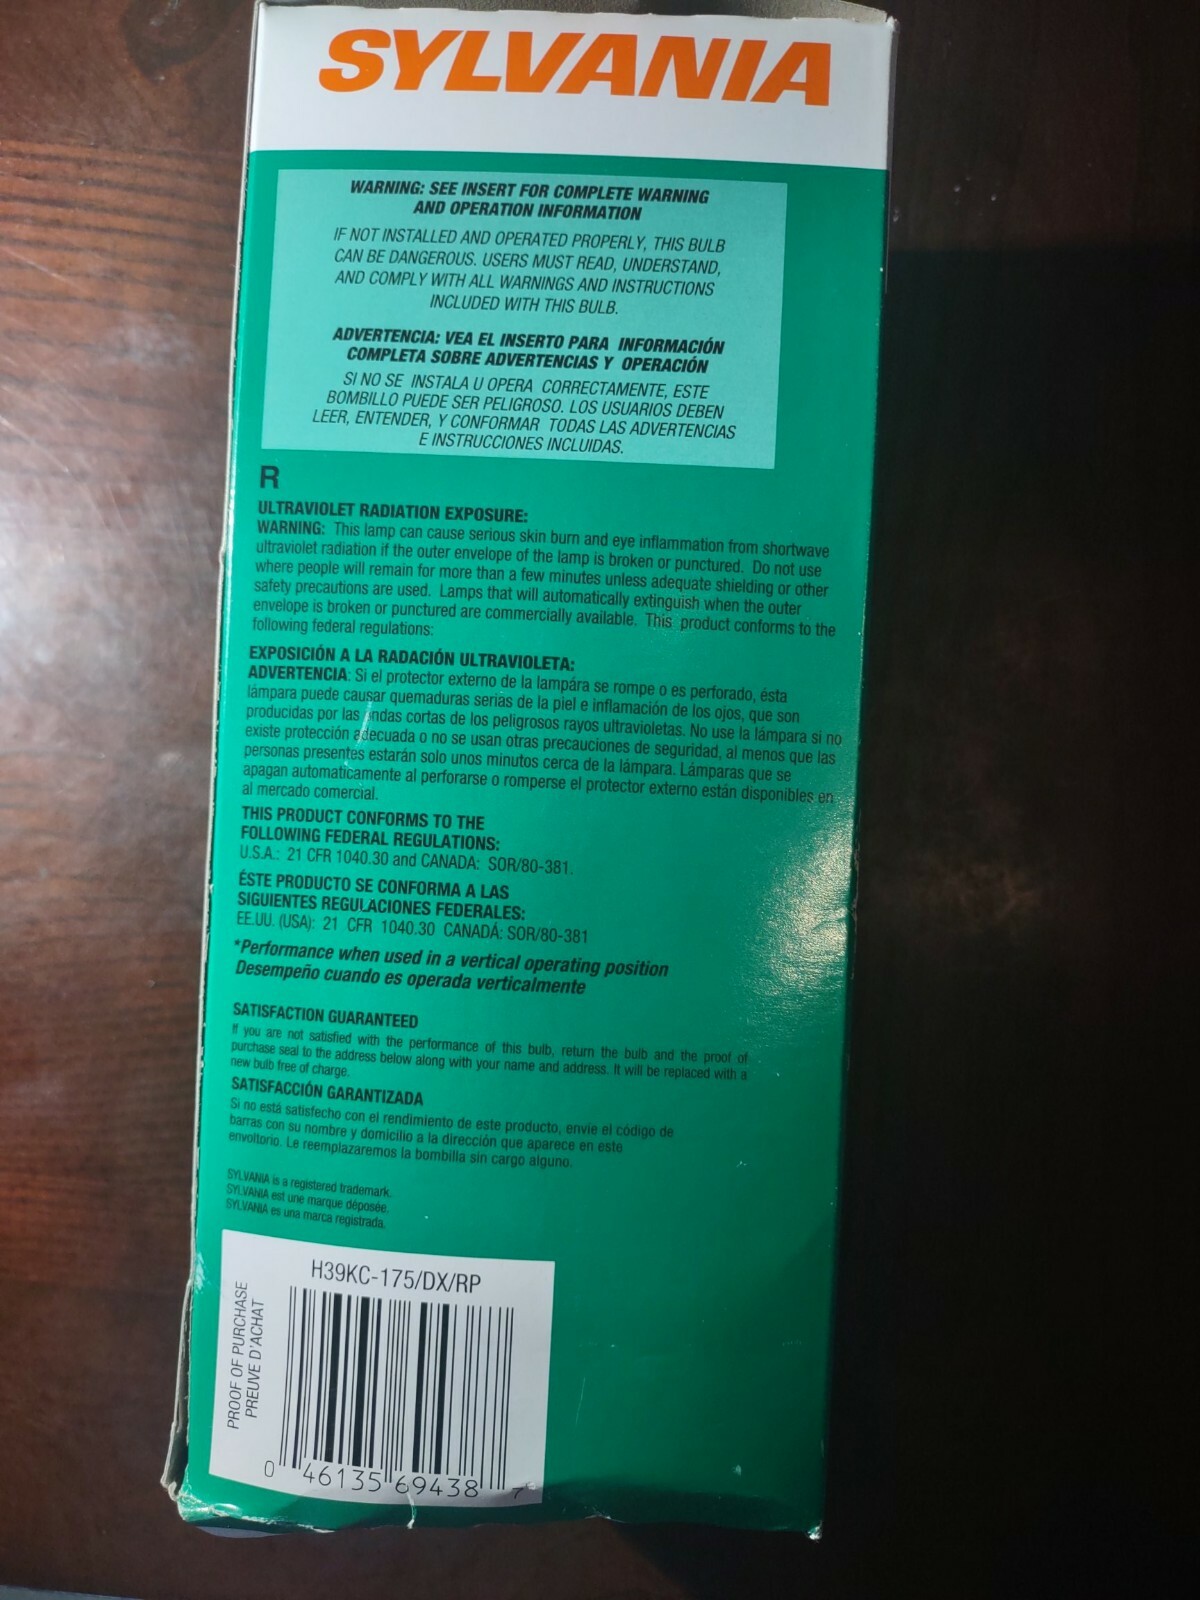 SYLVANIA
WARNING: SEE INSERT FOR COMPLETE WARNING
AND OPERATION INFORMATION
IF NOT INSTALLED AND OPERATED PROPERLY, THIS BULB
CAN BE DANGEROUS. USERS MUST READ, UNDERSTAND,
AND COMPLY WITH ALL WARNINGS AND INSTRUCTIONS
INCLUDED WITH THIS BULB.
ADVERTENCIA: VEA EL INSERTO PARA INFORMACIÓN
COMPLETA SOBRE ADVERTENCIAS Y OPERACIÓN
SI NO SE INSTALA U OPERA CORRECTAMENTE, ESTE
BOMBILLO PUEDE SER PELIGROSO. LOS USUARIOS DEBEN
LEER, ENTENDER, Y CONFORMAR TODAS LAS ADVERTENCIAS
E INSTRUCCIONES INCLUIDAS.
R
ULTRAVIOLET RADIATION EXPOSURE:
WARNING: This lamp can cause serious skin burn and eye inflammation from shortwave
ultraviolet radiation if the outer envelope of the lamp is broken or punctured. Do not use
where people will remain for more than a few minutes unless adequate shielding or other
safety precautions are used. Lamps that will automatically extinguish when the outer
envelope is broken or punctured are commercially available. This product conforms to the
following federal regulations:
EXPOSICIÓN A LA RADACIÓN ULTRAVIOLETA:
ADVERTENCIA: Si el protector externo de la lampára se rompe o es perforado, ésta
lámpara puede causar quemaduras serias de la piel e inflamación de los ojos, que son
producidas por las ondas cortas de los peligrosos rayos ultravioletas. No use la lámpara si no
existe protección adecuada o no se usan otras precauciones de seguridad, al menos que las
personas presentes estarán solo unos minutos cerca de la lámpara. Lámparas que se
apagan automaticamente al perforarse o romperse el protector externo están disponibles en
al mercado comercial.
THIS PRODUCT CONFORMS TO THE
FOLLOWING FEDERAL REGULATIONS:
U.S.A.: 21 CFR 1040.30 and CANADA: SOR/80-381.
ÉSTE PRODUCTO SE CONFORMA A LAS
SIGUIENTES REGULACIONES FEDERALES:
EE.UU. (USA): 21 CFR 1040.30 CANADÁ: SOR/80-381
*Performance when used in a vertical operating position
Desempeño cuando es operada verticalmente
SATISFACTION GUARANTEED
If you are not satisfied with the performance of this bulb, return the bulb and the proof of
purchase seal to the address below along with your name and address. It will be replaced with a
new bulb free of charge.
SATISFACCIÓN GARANTIZADA
Si no está satisfecho con el rendimiento de este producto, envie el código de
barras con su nombre y domicilio a la dirección que aparece en este
envoltorio. Le reemplazaremos la bombilla sin cargo alguno.
SYLVANIA is a registered trademark.
SYLVANIA est une marque déposée.
SYLVANIA es una marca registrada.
H39KC-175/DX/RP
PROOF OF PURCHASE
PREUVE D'ACHAT
0 46135 69438 7